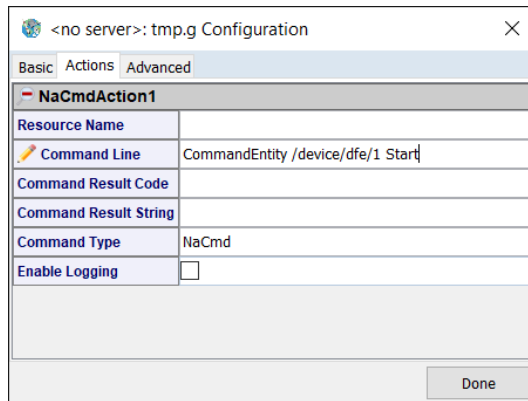 <no server>: tmp.g Configuration
Basic Actions Advanced
NaCmdAction1
Resource Name
Command Line CommandEntity /device/dfe/1 Start
Command Result Code
Command Result String
Command Type NaCmd
Enable Logging
Done